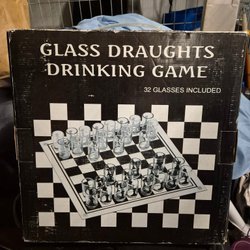 GLASS DRAUGHTS
DRINKING GAME
32 GLASSES INCLUDED